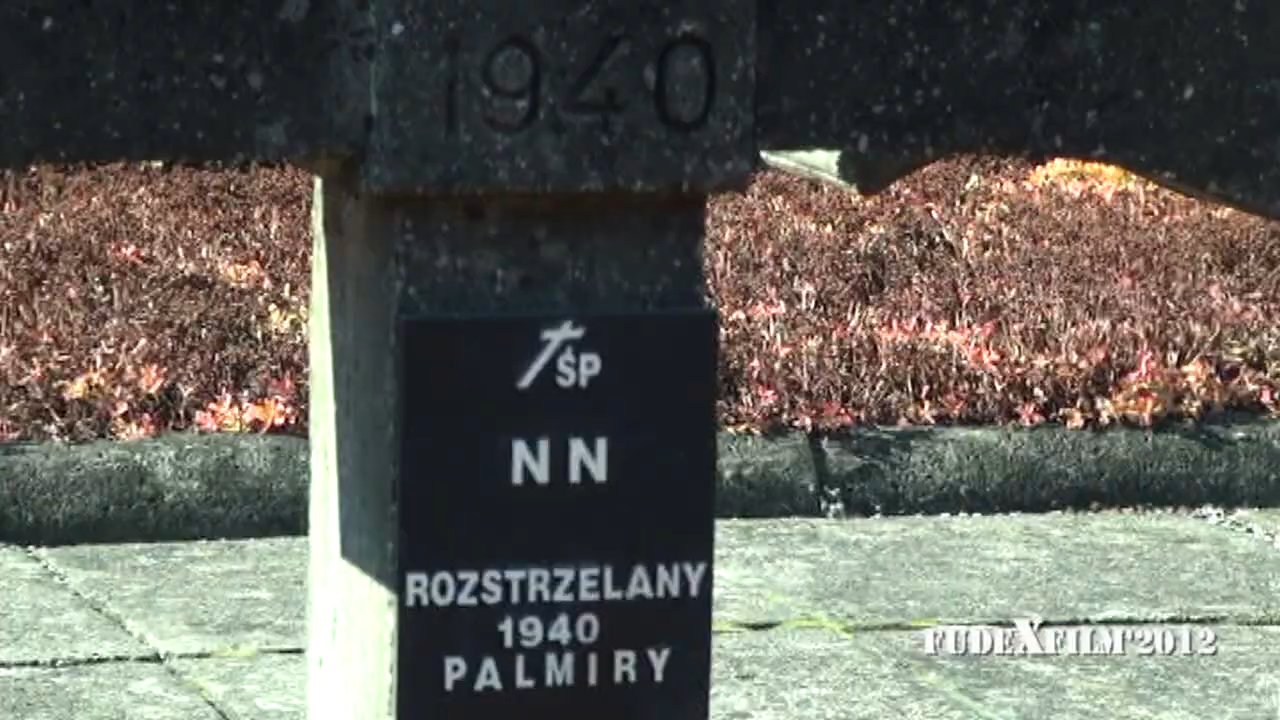 1940
ŚP
NN
ROZSTRZELANY
1940
PALMIRY
FUDEXFILM'2012